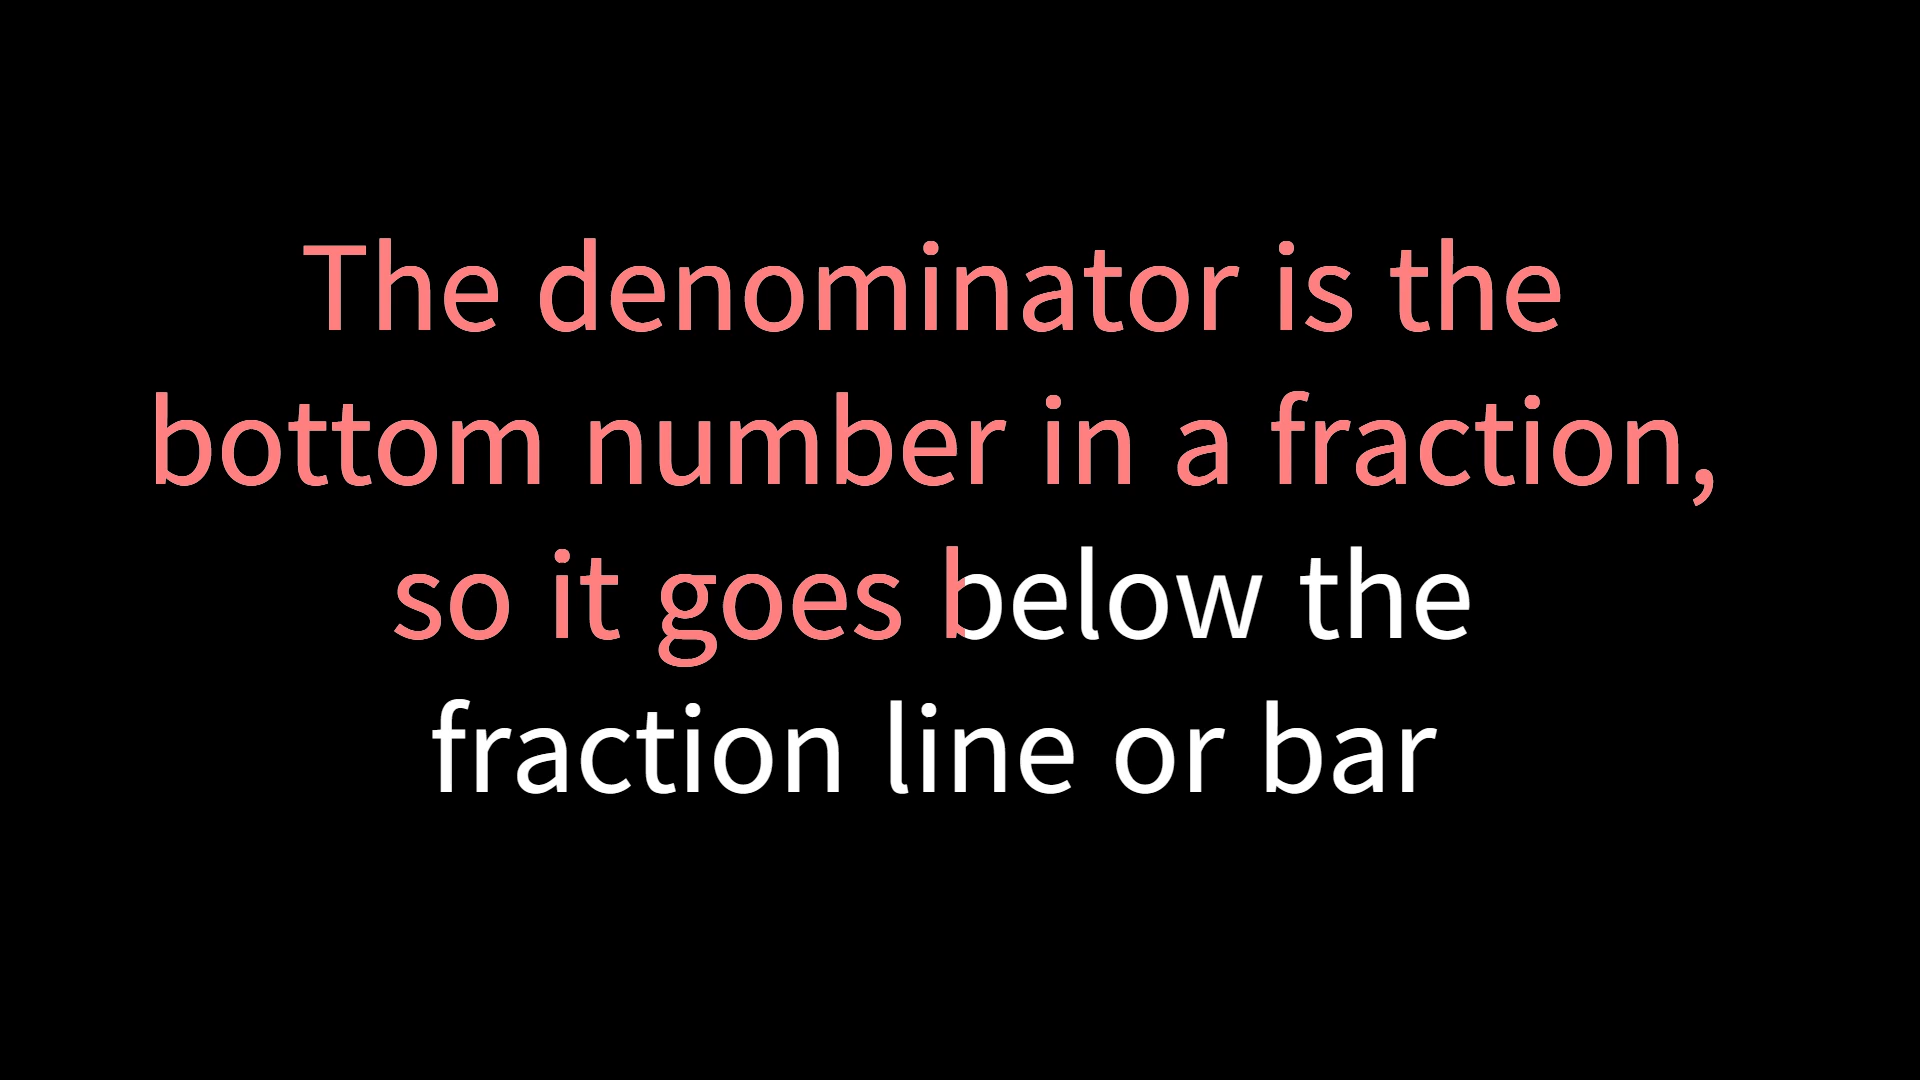 The denominator is the
bottom number in a fraction,
so it goes below the
fraction line or bar